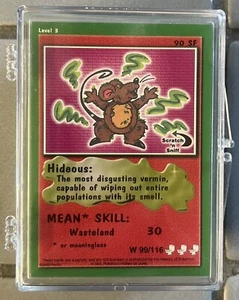 Level 3
90 SF
Scratch
'n
Sniff
Hideous:
The most disgusting vermin,
capable of wiping out entire
populations with its smell.
MEAN* SKILL:
Wasteland 30
* or meaningless
W 99/116